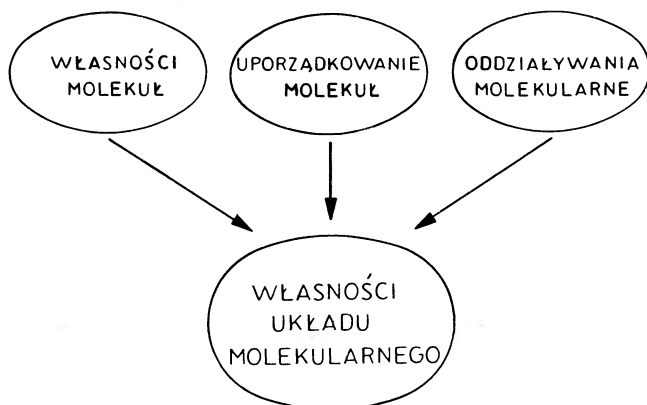 WŁASNOŚCI
MOLEKUŁ
UPORZĄDKOWANIE
MOLEKUŁ
ODDZIAŁYWANIA
MOLEKULARNE
WŁASNOŚCI
UKŁADU
MOLEKULARNEGO